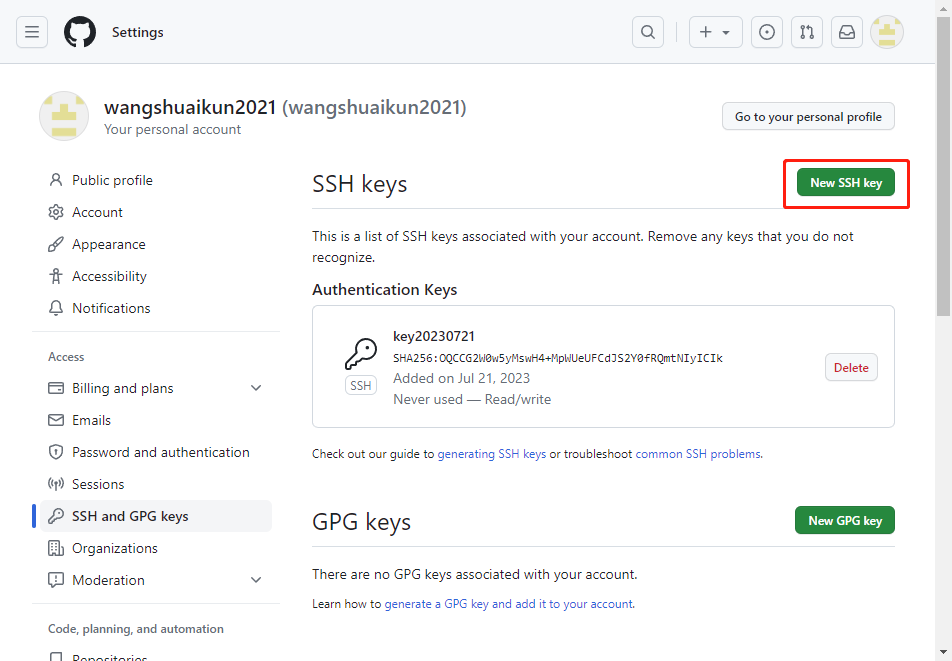 Settings
wangshuaikun2021 (wangshuaikun2021)
Your personal account
Go to your personal profile
Public profile
Account
Appearance
Accessibility
Notifications
Access
Billing and plans
Emails
Password and authentication
Sessions
SSH and GPG keys
Organizations
Moderation
Code, planning, and automation
Repositories
SSH keys
New SSH key
This is a list of SSH keys associated with your account. Remove any keys that you do not
recognize.
Authentication Keys
key20230721
SHA256:OQCCG2W0w5yMswH4+MpWUeUFCdJS2Y0fRQmtNIyICIk
SSH
Added on Jul 21, 2023
Never used — Read/write
Delete
Check out our guide to generating SSH keys or troubleshoot common SSH problems.
GPG keys
New GPG key
There are no GPG keys associated with your account.
Learn how to generate a GPG key and add it to your account.